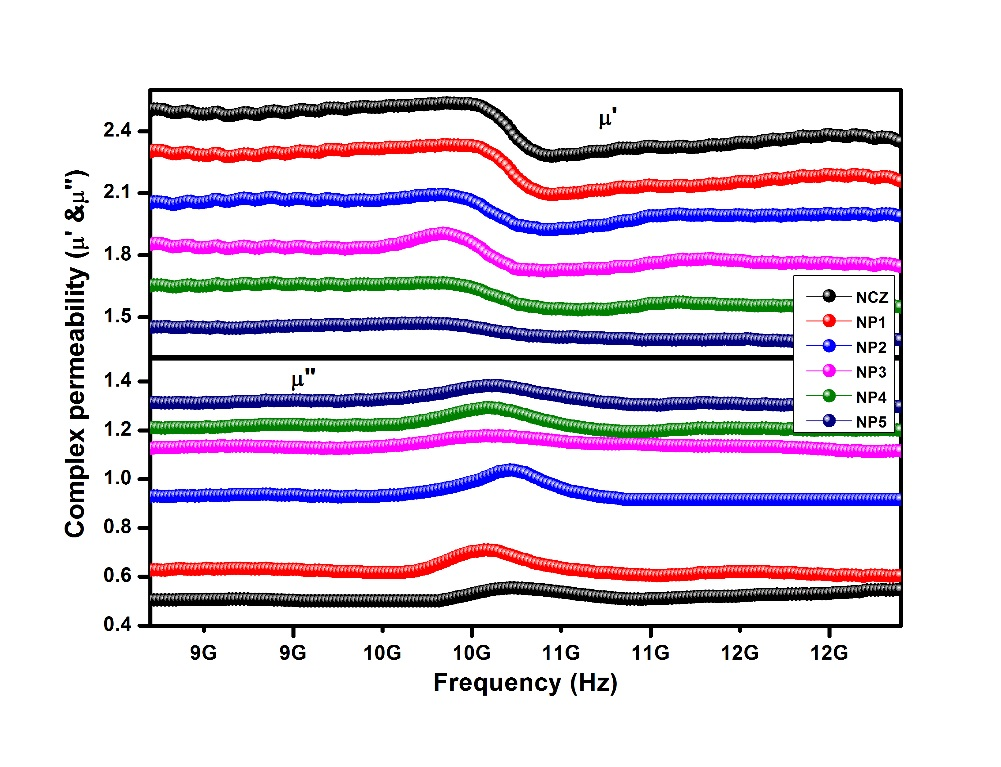 μ'
2.4
2.1
1.8
1.5
NCZ
NP1
NP2
NP3
NP4
NP5
μ"
1.4
1.2
1.0
0.8
0.6
0.4
Complex permeability (μ' &μ")
9G 9G 10G 10G 11G 11G 12G 12G
Frequency (Hz)